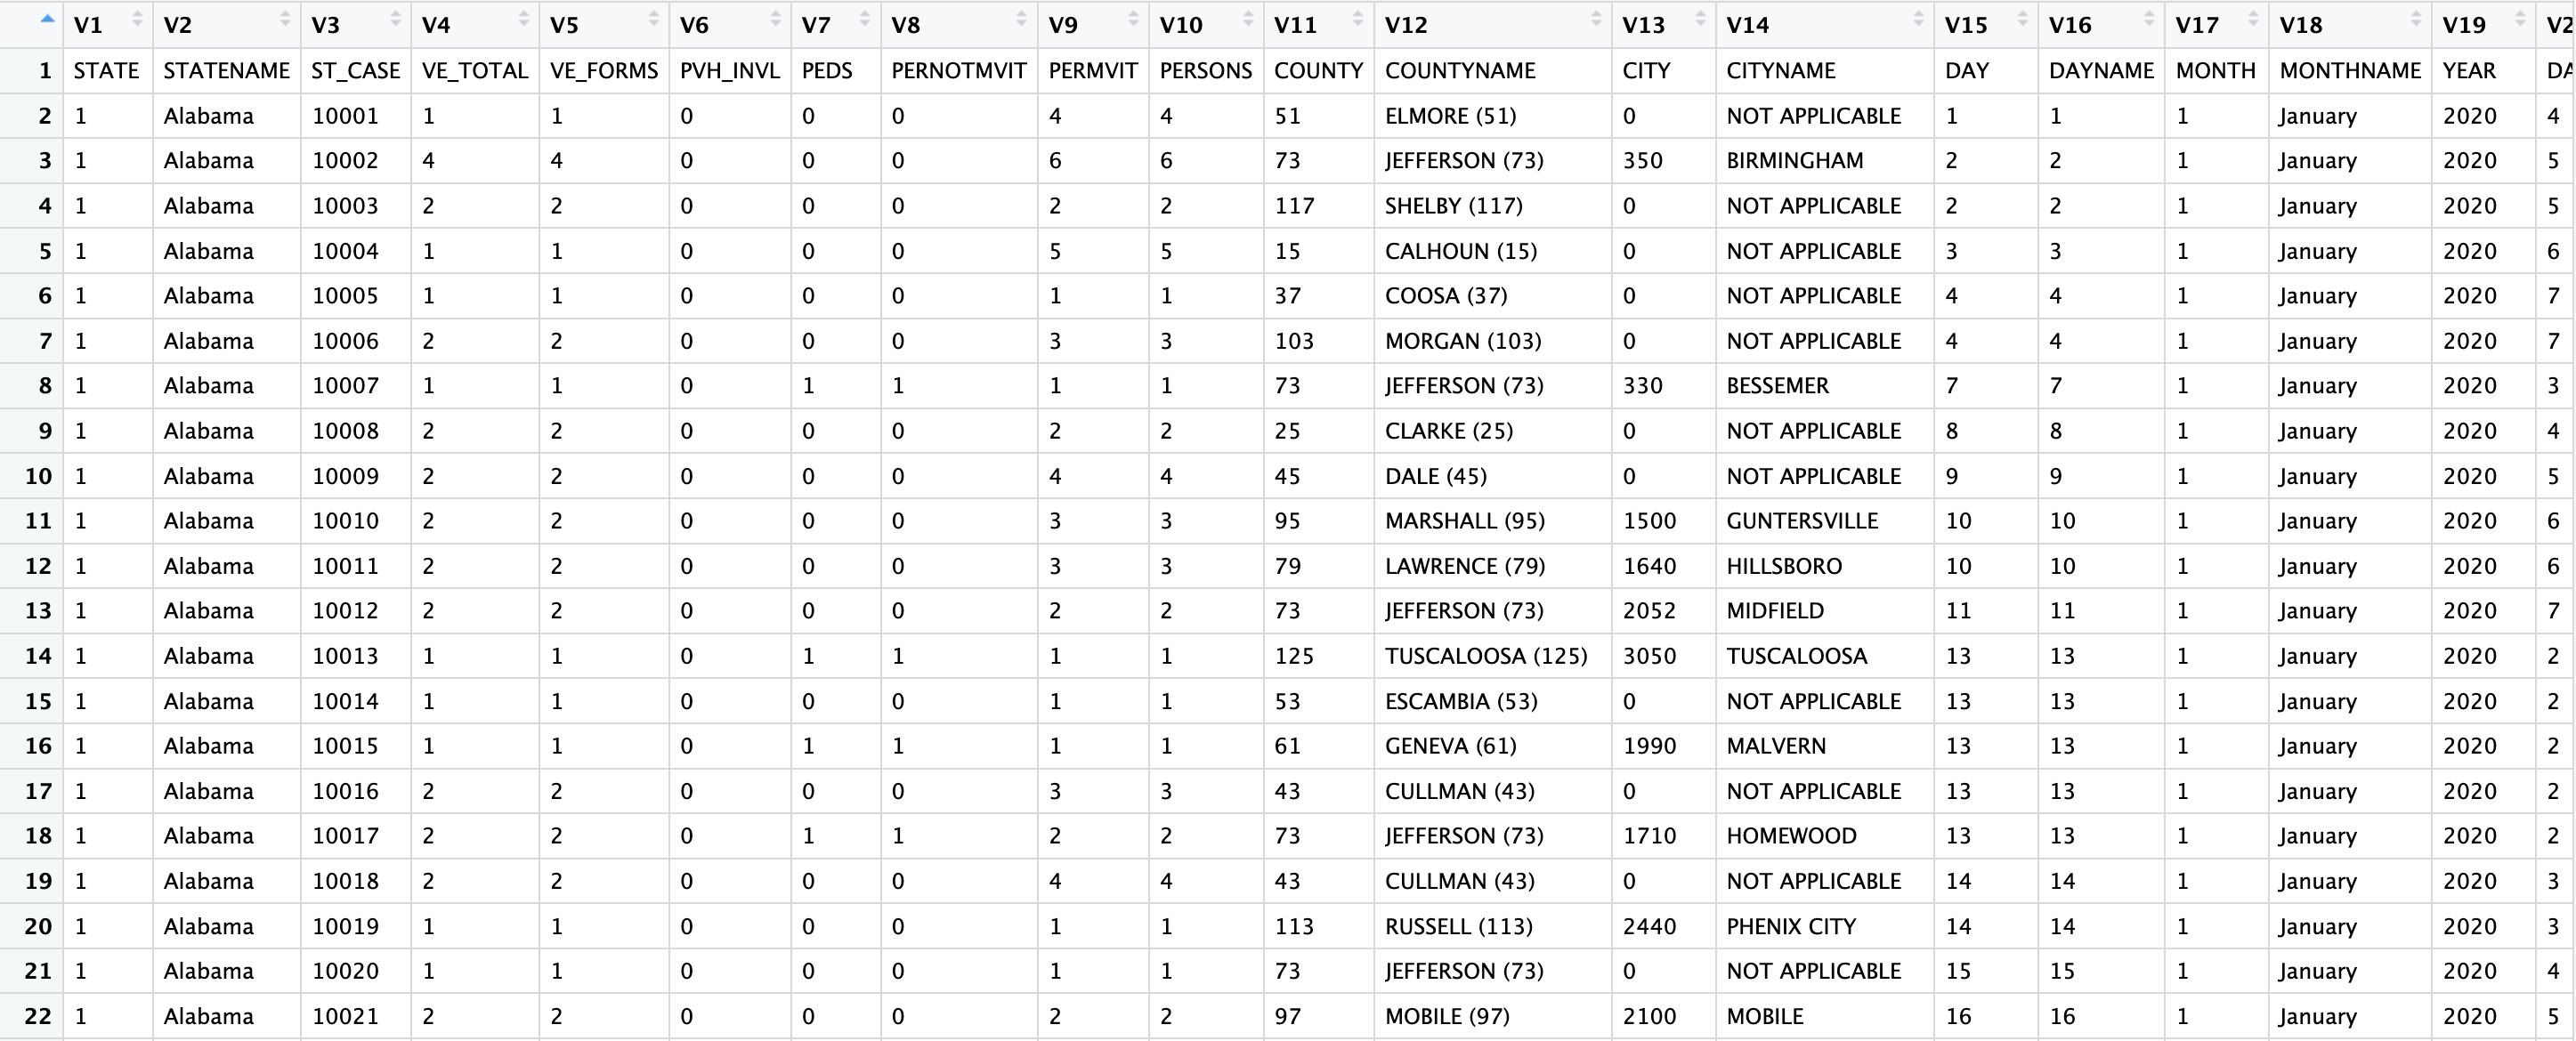 V1 V2 V3 V4 V5 V6 V7 V8 V9 V10 V11 V12 V13 V14 V15 V16 V17 V18 V19 V2
1 STATE STATENAME ST_CASE VE_TOTAL VE_FORMS PVH_INVL PEDS PERNOTMVIT PERMVIT PERSONS COUNTY COUNTYNAME CITY CITYNAME DAY DAYNAME MONTH MONTHNAME YEAR DA
2 1 Alabama 10001 1 1 0 0 0 4 4 51 ELMORE (51) 0 NOT APPLICABLE 1 1 1 January 2020 4
3 1 Alabama 10002 4 4 0 0 0 6 6 73 JEFFERSON (73) 350 BIRMINGHAM 2 2 1 January 2020 5
4 1 Alabama 10003 2 2 0 0 0 2 2 117 SHELBY (117) 0 NOT APPLICABLE 2 2 1 January 2020 5
5 1 Alabama 10004 1 1 0 0 0 5 5 15 CALHOUN (15) 0 NOT APPLICABLE 3 3 1 January 2020 6
6 1 Alabama 10005 1 1 0 0 0 1 1 37 COOSA (37) 0 NOT APPLICABLE 4 4 1 January 2020 7
7 1 Alabama 10006 2 2 0 0 0 3 3 103 MORGAN (103) 0 NOT APPLICABLE 4 4 1 January 2020 7
8 1 Alabama 10007 1 1 0 1 1 1 1 73 JEFFERSON (73) 330 BESSEMER 7 7 1 January 2020 3
9 1 Alabama 10008 2 2 0 0 0 2 2 25 CLARKE (25) 0 NOT APPLICABLE 8 8 1 January 2020 4
10 1 Alabama 10009 2 2 0 0 0 4 4 45 DALE (45) 0 NOT APPLICABLE 9 9 1 January 2020 5
11 1 Alabama 10010 2 2 0 0 0 3 3 95 MARSHALL (95) 1500 GUNTERSVILLE 10 10 1 January 2020 6
12 1 Alabama 10011 2 2 0 0 0 3 3 79 LAWRENCE (79) 1640 HILLSBORO 10 10 1 January 2020 6
13 1 Alabama 10012 2 2 0 0 0 2 2 73 JEFFERSON (73) 2052 MIDFIELD 11 11 1 January 2020 7
14 1 Alabama 10013 1 1 0 1 1 1 1 125 TUSCALOOSA (125) 3050 TUSCALOOSA 13 13 1 January 2020 2
15 1 Alabama 10014 1 1 0 0 0 1 1 53 ESCAMBIA (53) 0 NOT APPLICABLE 13 13 1 January 2020 2
16 1 Alabama 10015 1 1 0 1 1 1 1 61 GENEVA (61) 1990 MALVERN 13 13 1 January 2020 2
17 1 Alabama 10016 2 2 0 0 0 3 3 43 CULLMAN (43) 0 NOT APPLICABLE 13 13 1 January 2020 2
18 1 Alabama 10017 2 2 0 1 1 2 2 73 JEFFERSON (73) 1710 HOMEWOOD 13 13 1 January 2020 2
19 1 Alabama 10018 2 2 0 0 0 4 4 43 CULLMAN (43) 0 NOT APPLICABLE 14 14 1 January 2020 3
20 1 Alabama 10019 1 1 0 0 0 1 1 113 RUSSELL (113) 2440 PHENIX CITY 14 14 1 January 2020 3
21 1 Alabama 10020 1 1 0 0 0 1 1 73 JEFFERSON (73) 0 NOT APPLICABLE 15 15 1 January 2020 4
22 1 Alabama 10021 2 2 0 0 0 2 2 97 MOBILE (97) 2100 MOBILE 16 16 1 January 2020 5